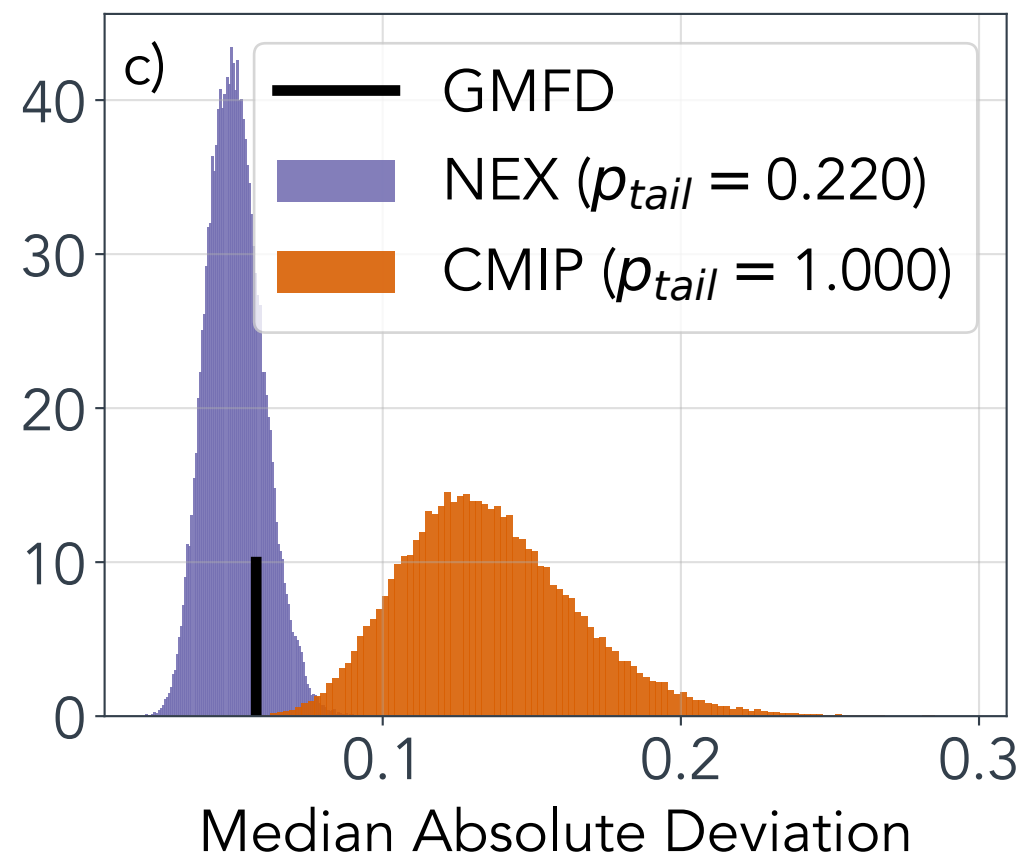 c)
GMFD
NEX (p_tail = 0.220)
CMIP (p_tail = 1.000)
40
30
20
10
0
0.1 0.2 0.3
Median Absolute Deviation